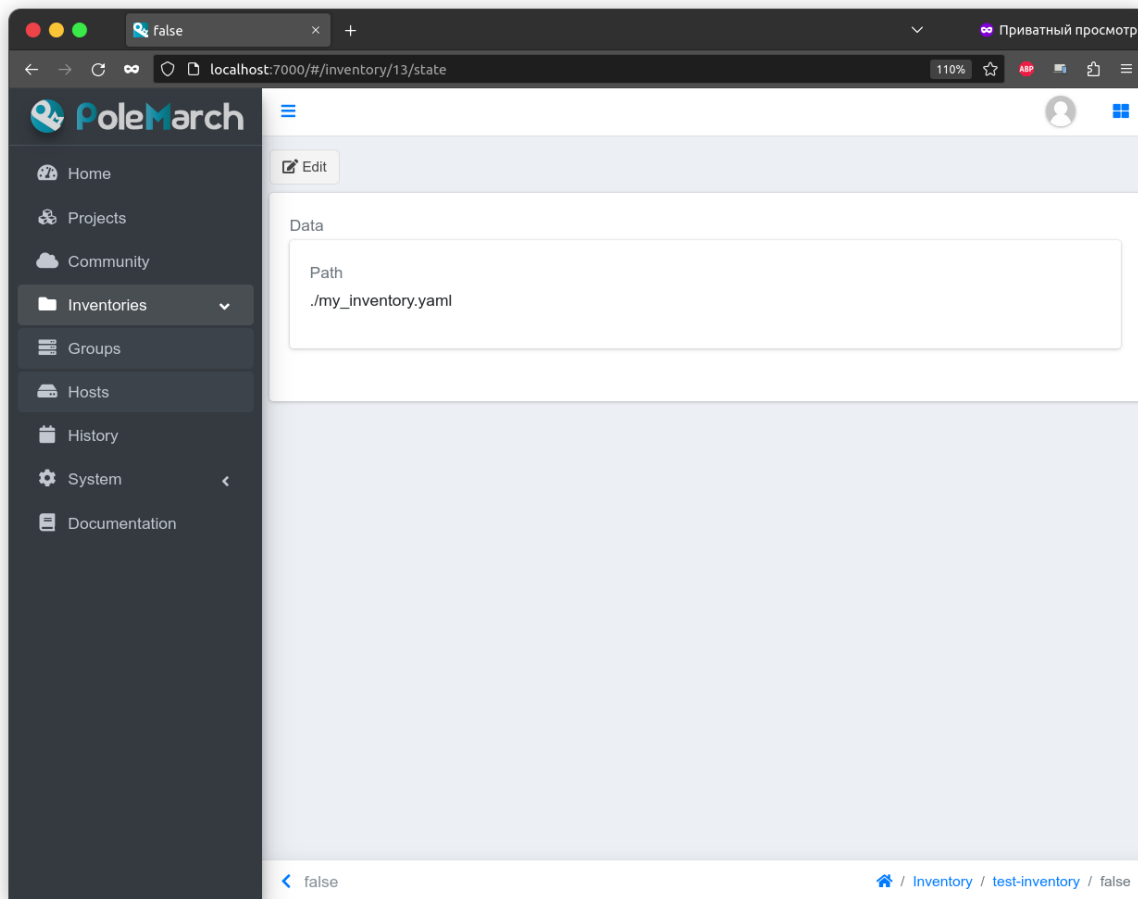 false
Приватный просмотр
localhost:7000/#/inventory/13/state
110%
ABP
PoleMarch
Home
Projects
Community
Inventories
Groups
Hosts
History
System
Documentation
Edit
Data
Path
./my_inventory.yaml
false
/ Inventory / test-inventory / false